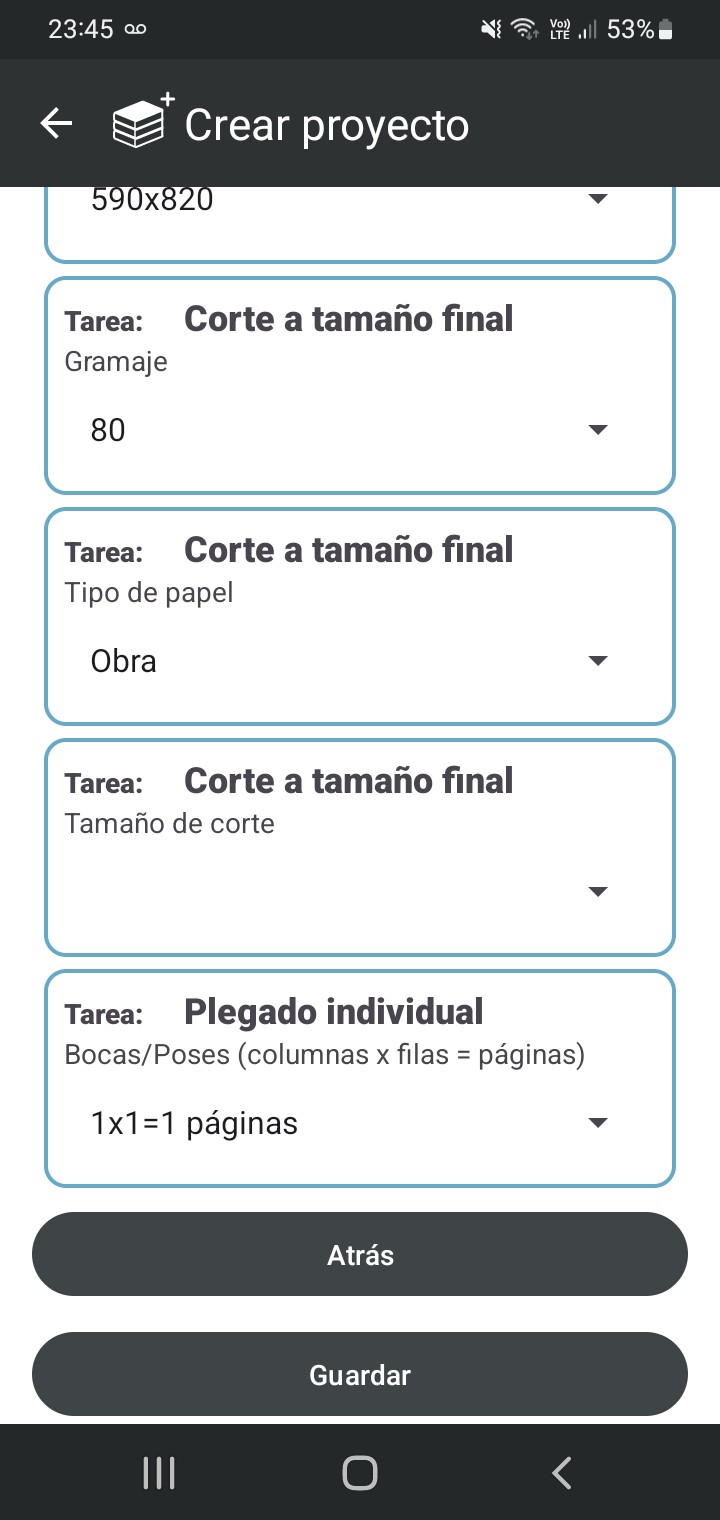 23:45
Vo)) LTE 53%
Crear proyecto
590x820
Tarea: Corte a tamaño final
Gramaje
80
Tarea: Corte a tamaño final
Tipo de papel
Obra
Tarea: Corte a tamaño final
Tamaño de corte
Tarea: Plegado individual
Bocas/Poses (columnas x filas = páginas)
1x1=1 páginas
Atrás
Guardar